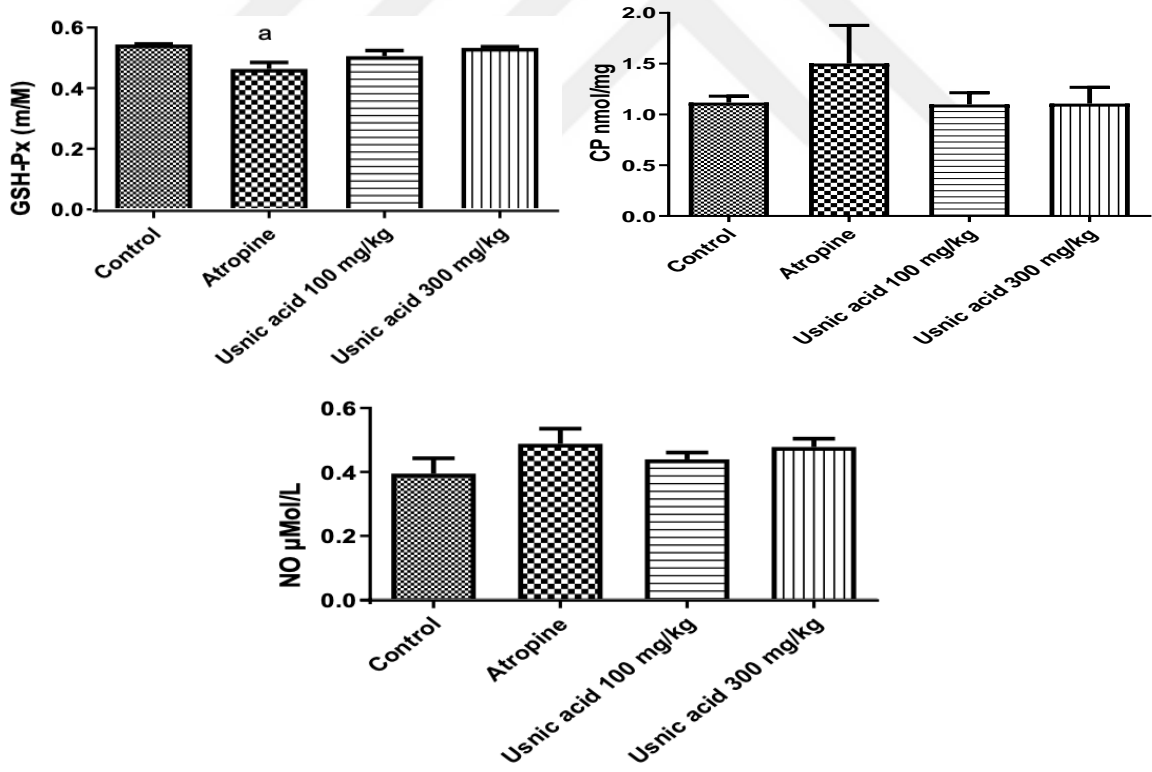 GSH-Px (m/M)
0.6
0.4
0.2
0.0
a
Control
Atropine
Usnic acid 100 mg/kg
Usnic acid 300 mg/kg
CP nmol/mg
2.0
1.5
1.0
0.5
0.0
Control
Atropine
Usnic acid 100 mg/kg
Usnic acid 300 mg/kg
NO µMol/L
0.6
0.4
0.2
0.0
Control
Atropine
Usnic acid 100 mg/kg
Usnic acid 300 mg/kg